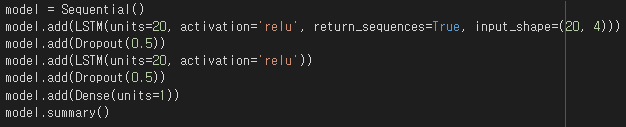 model = Sequential()
model.add(LSTM(units=20, activation='relu', return_sequences=True, input_shape=(20, 4)))
model.add(Dropout(0.5))
model.add(LSTM(units=20, activation='relu'))
model.add(Dropout(0.5))
model.add(Dense(units=1))
model.summary()